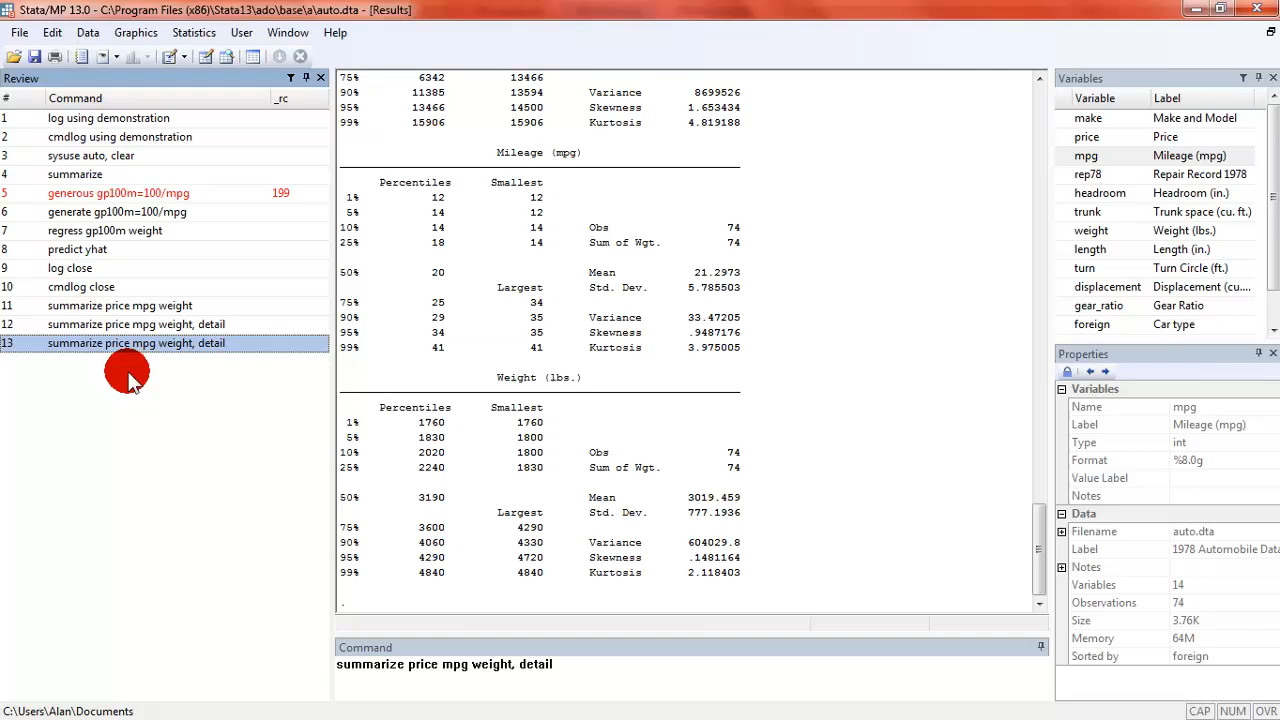 Stata/MP 13.0 - C:\Program Files (x86)\Stata13\ado\base\a\auto.dta - [Results]
File Edit Data Graphics Statistics User Window Help
Review
# Command _rc
1 log using demonstration
2 cmdlog using demonstration
3 sysuse auto, clear
4 summarize
5 generous gp100m=100/mpg 199
6 generate gp100m=100/mpg
7 regress gp100m weight
8 predict yhat
9 log close
10 cmdlog close
11 summarize price mpg weight
12 summarize price mpg weight, detail
13 summarize price mpg weight, detail
75% 6342 13466
90% 11385 13594 Variance 8699526
95% 13466 14500 Skewness 1.653434
99% 15906 15906 Kurtosis 4.819188
Mileage (mpg)
Percentiles Smallest
1% 12 12
5% 14 12
10% 14 14 Obs 74
25% 18 14 Sum of Wgt. 74
50% 20 Mean 21.2973
Largest Std. Dev. 5.785503
75% 25 34
90% 29 35 Variance 33.47205
95% 34 35 Skewness .9487176
99% 41 41 Kurtosis 3.975005
Weight (lbs.)
Percentiles Smallest
1% 1760 1760
5% 1830 1800
10% 2020 1800 Obs 74
25% 2240 1830 Sum of Wgt. 74
50% 3190 Mean 3019.459
Largest Std. Dev. 777.1936
75% 3600 4290
90% 4060 4330 Variance 604029.8
95% 4290 4720 Skewness .1481164
99% 4840 4840 Kurtosis 2.118403
.
Command
summarize price mpg weight, detail
Variables
Variable Label
make Make and Model
price Price
mpg Mileage (mpg)
rep78 Repair Record 1978
headroom Headroom (in.)
trunk Trunk space (cu. ft.)
weight Weight (lbs.)
length Length (in.)
turn Turn Circle (ft.)
displacement Displacement (cu....
gear_ratio Gear Ratio
foreign Car type
Properties
Variables
Name mpg
Label Mileage (mpg)
Type int
Format %8.0g
Value Label
Notes
Data
Filename auto.dta
Label 1978 Automobile Data
Notes
Variables 14
Observations 74
Size 3.76K
Memory 64M
Sorted by foreign
C:\Users\Alan\Documents CAP NUM OVR